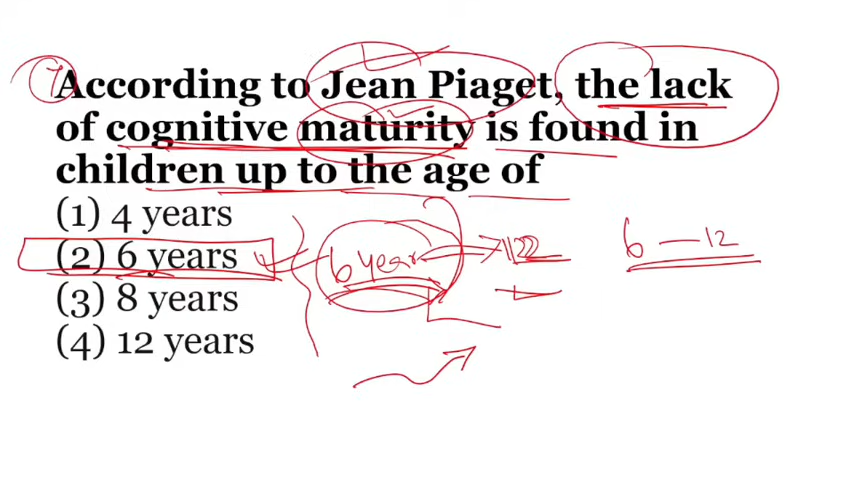 7 According to Jean Piaget, the lack
of cognitive maturity is found in
children up to the age of
(1) 4 years
(2) 6 years 6 year 6 — 12
(3) 8 years
(4) 12 years